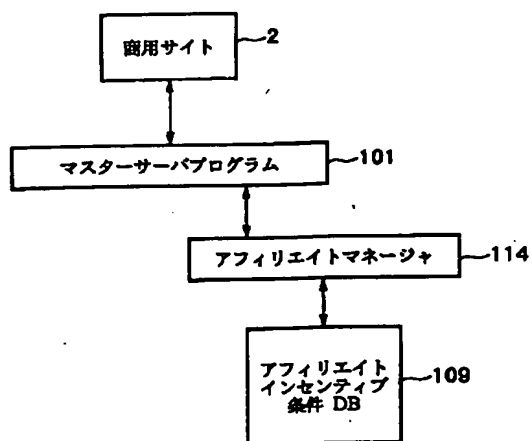 商用サイト
2
マスターサーバプログラム
101
アフィリエイトマネージャ
114
アフィリエイト
インセンティブ
条件 DB
109